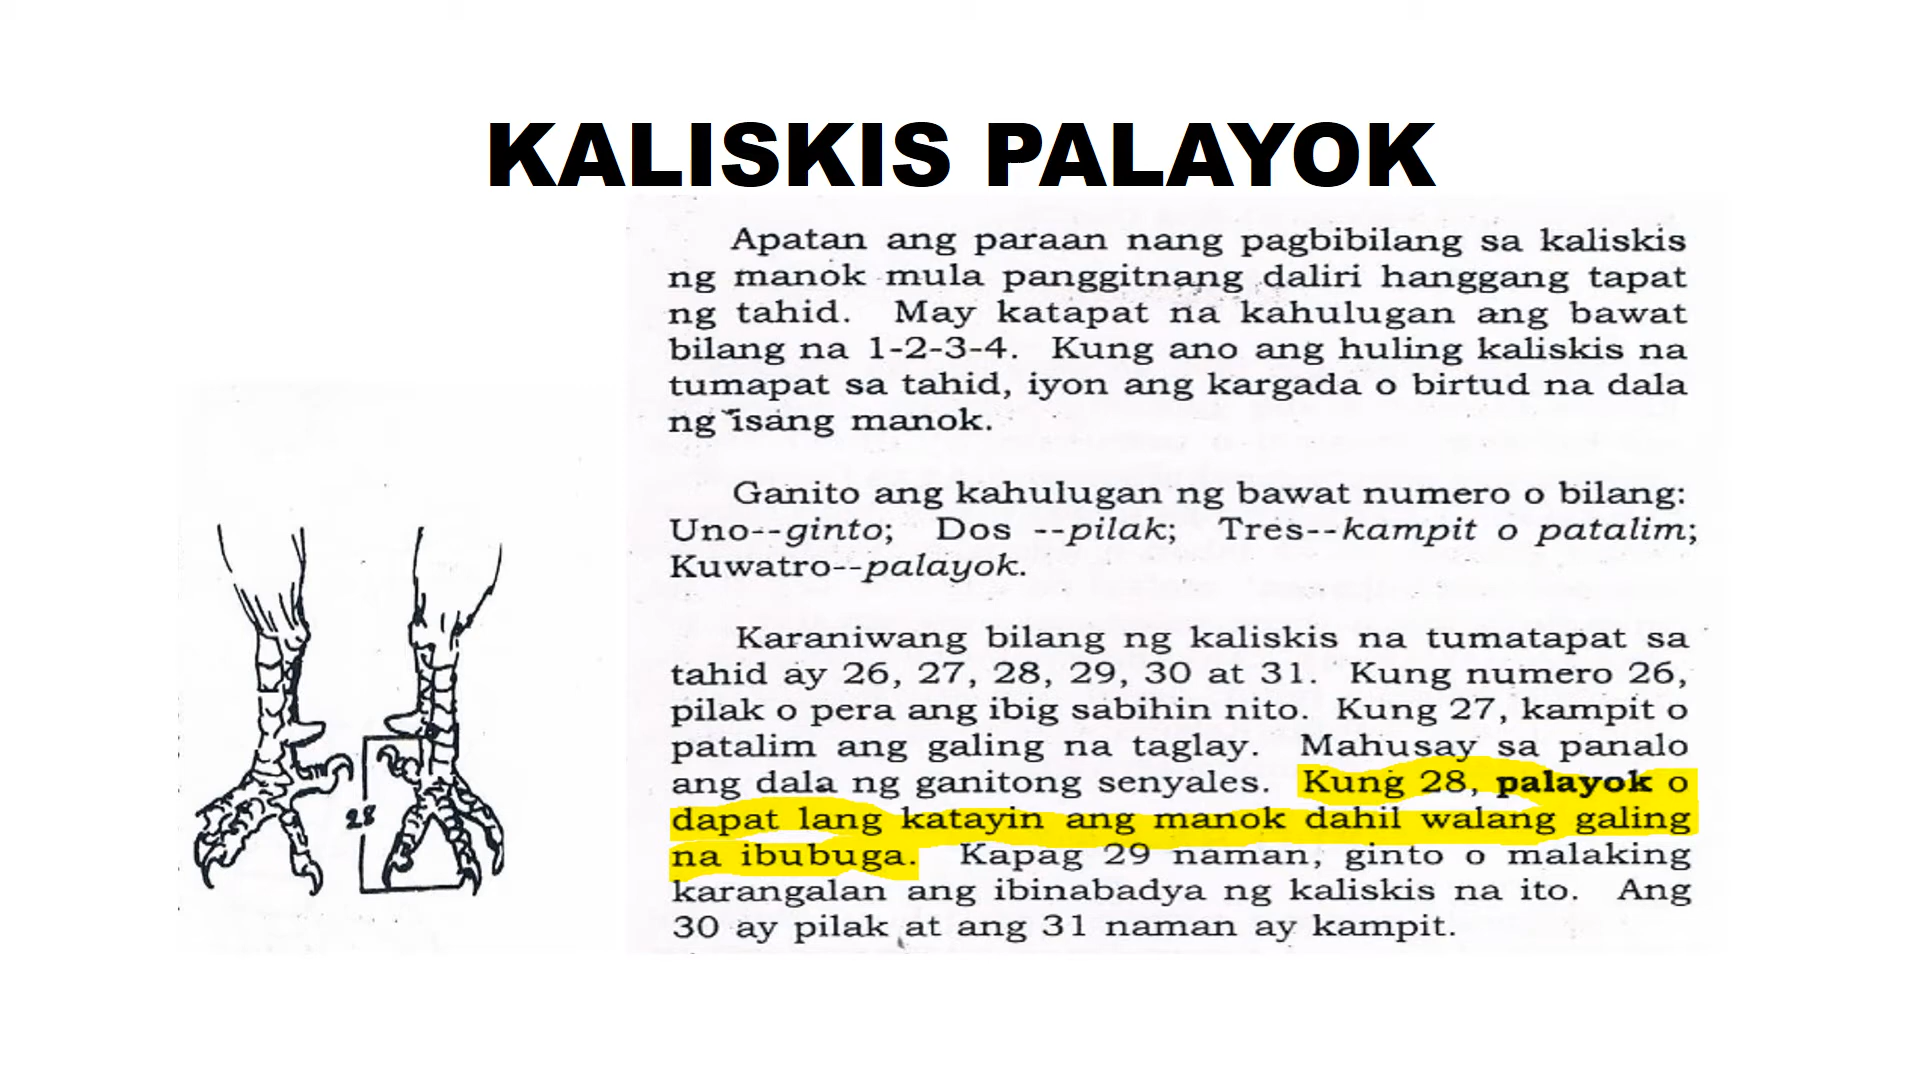 KALISKIS PALAYOK
Apatan ang paraan nang pagbibilang sa kaliskis
ng manok mula panggitnang daliri hanggang tapat
ng tahid. May katapat na kahulugan ang bawat
bilang na 1-2-3-4. Kung ano ang huling kaliskis na
tumapat sa tahid, iyon ang kargada o birtud na dala
ng isang manok.
Ganito ang kahulugan ng bawat numero o bilang:
Uno--ginto; Dos --pilak; Tres--kampit o patalim;
Kuwatro--palayok.
Karaniwang bilang ng kaliskis na tumatapat sa
tahid ay 26, 27, 28, 29, 30 at 31. Kung numero 26,
pilak o pera ang ibig sabihin nito. Kung 27, kampit o
patalim ang galing na taglay. Mahusay sa panalo
ang dala ng ganitong senyales. Kung 28, palayok o
dapat lang katayin ang manok dahil walang galing
na ibubuga. Kapag 29 naman, ginto o malaking
karangalan ang ibinabadya ng kaliskis na ito. Ang
30 ay pilak at ang 31 naman ay kampit.
28